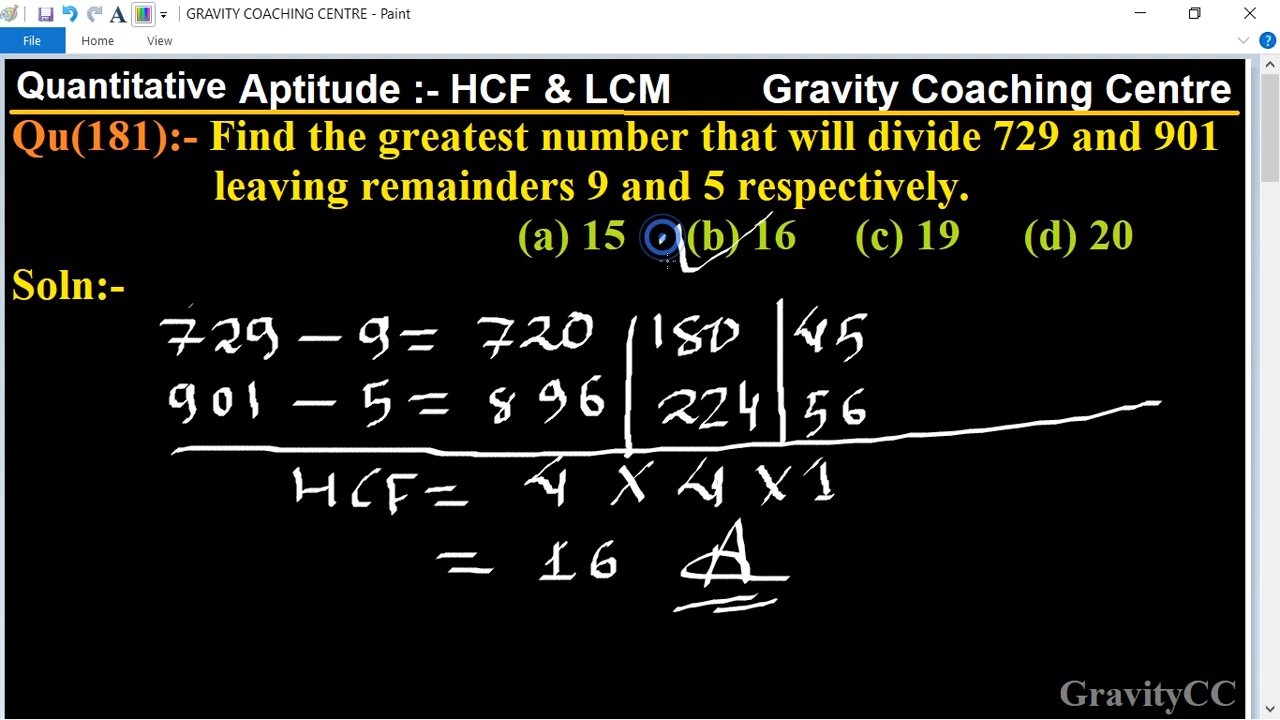 GRAVITY COACHING CENTRE - Paint
File Home View
Quantitative Aptitude :- HCF & LCM Gravity Coaching Centre
Qu(181):- Find the greatest number that will divide 729 and 901
leaving remainders 9 and 5 respectively.
(a) 15 (b) 16 (c) 19 (d) 20
Soln:-
729 - 9 = 720 | 180 | 45
901 - 5 = 896 | 224 | 56
HCF = 4 X 4 X 1
= 16 A
GravityCC